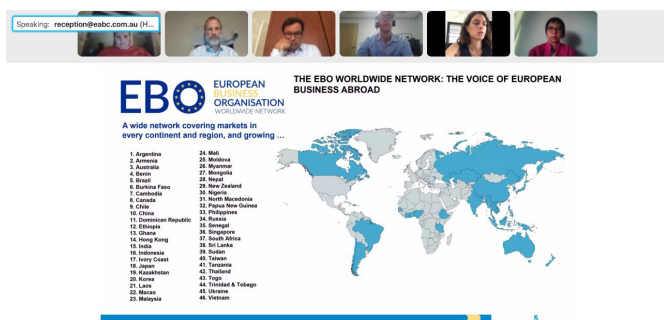 Speaking: reception@eabc.com.au (H...
EBO
EUROPEAN
BUSINESS
ORGANISATION
WORLDWIDE NETWORK
THE EBO WORLDWIDE NETWORK: THE VOICE OF EUROPEAN
BUSINESS ABROAD
A wide network covering markets in
every continent and region, and growing ...
1. Argentina
2. Armenia
3. Australia
4. Benin
5. Brazil
6. Burkina Faso
7. Cambodia
8. Canada
9. Chile
10. China
11. Dominican Republic
12. Ethiopia
13. Ghana
14. Hong Kong
15. India
16. Indonesia
17. Ivory Coast
18. Japan
19. Kazakhstan
20. Korea
21. Laos
22. Macao
23. Malaysia
24. Mali
25. Moldova
26. Myanmar
27. Mongolia
28. Nepal
29. New Zealand
30. Nigeria
31. North Macedonia
32. Papua New Guinea
33. Philippines
34. Russia
35. Senegal
36. Singapore
37. South Africa
38. Sri Lanka
39. Sudan
40. Taiwan
41. Tanzania
42. Thailand
43. Togo
44. Trinidad & Tobago
45. Ukraine
46. Vietnam
5